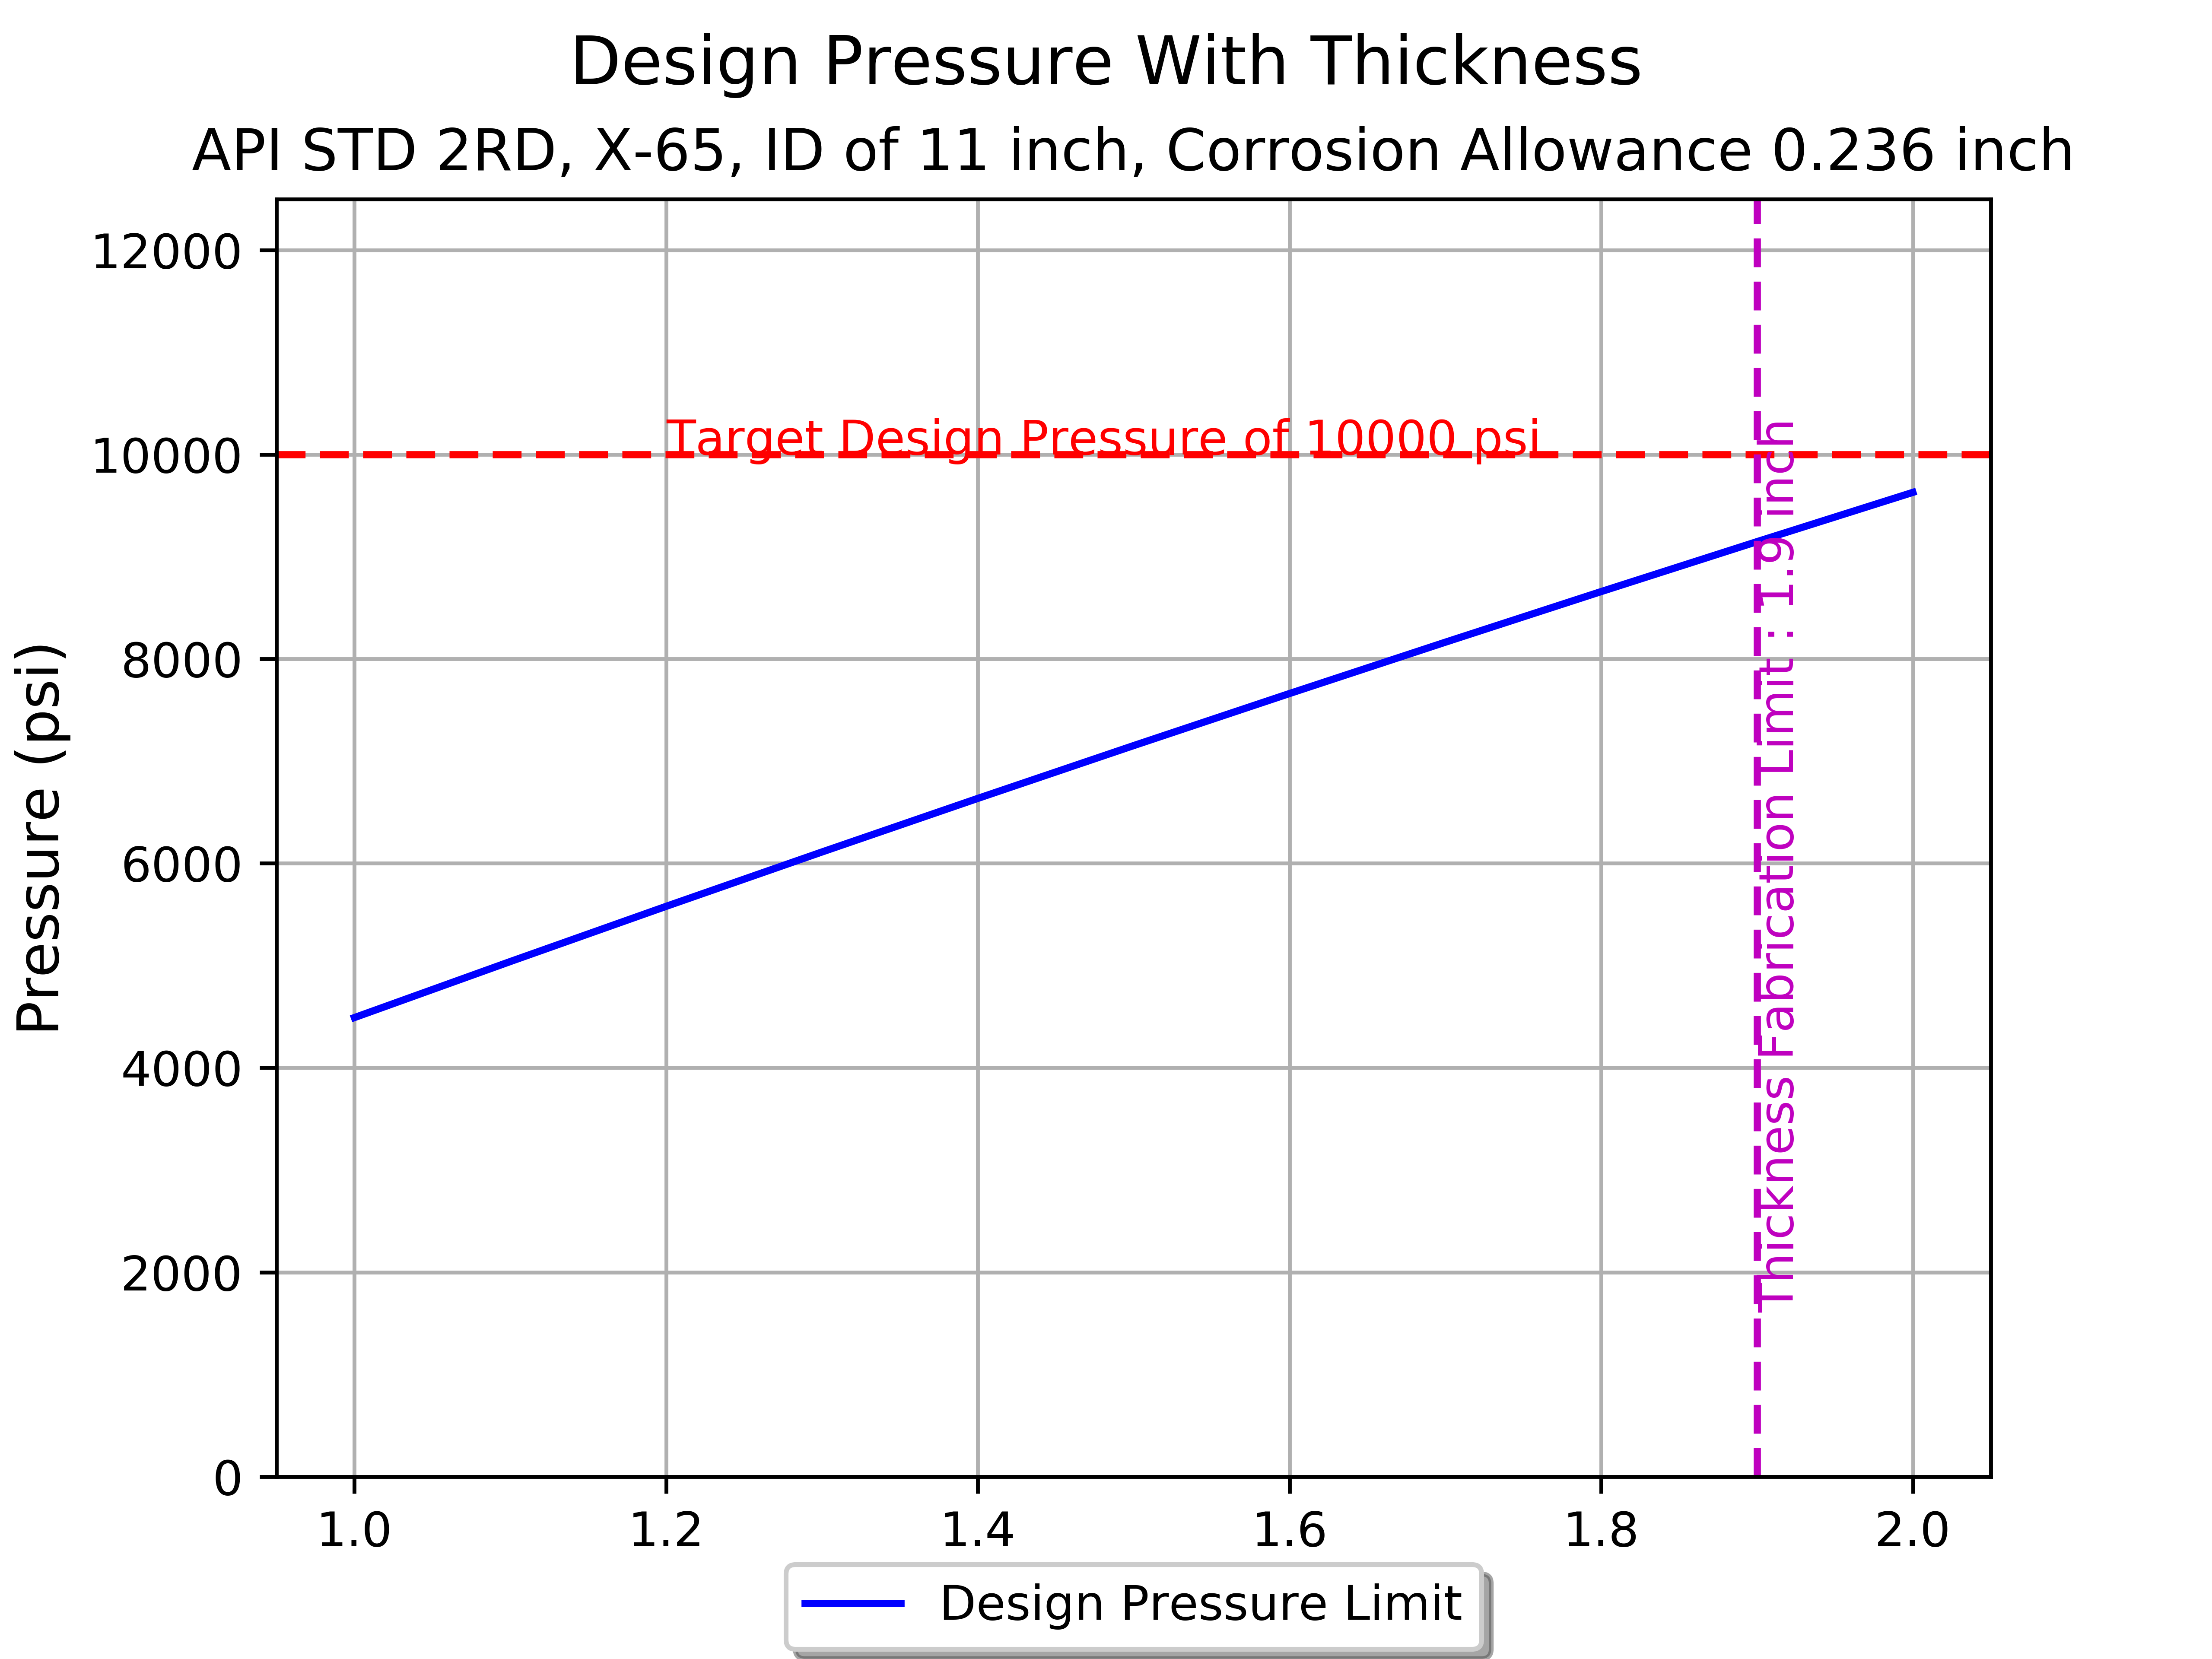 Design Pressure With Thickness
API STD 2RD, X-65, ID of 11 inch, Corrosion Allowance 0.236 inch
12000
10000
8000
6000
4000
2000
0
Pressure (psi)
Target Design Pressure of 10000 psi
Thickness Fabrication Limit : 1.9 inch
1.0 1.2 1.4 1.6 1.8 2.0
Design Pressure Limit